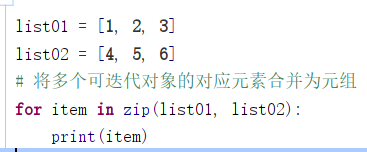 list01 = [1, 2, 3]
list02 = [4, 5, 6]
# 将多个可迭代对象的对应元素合并为元组
for item in zip(list01, list02):
    print(item)